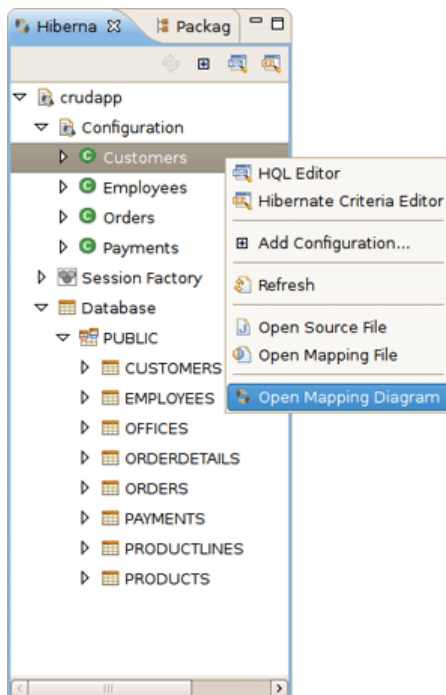 Hiberna Packag
crudapp
Configuration
Customers
Employees
Orders
Payments
Session Factory
Database
PUBLIC
CUSTOMERS
EMPLOYEES
OFFICES
ORDERDETAILS
ORDERS
PAYMENTS
PRODUCTLINES
PRODUCTS
HQL Editor
Hibernate Criteria Editor
Add Configuration...
Refresh
Open Source File
Open Mapping File
Open Mapping Diagram